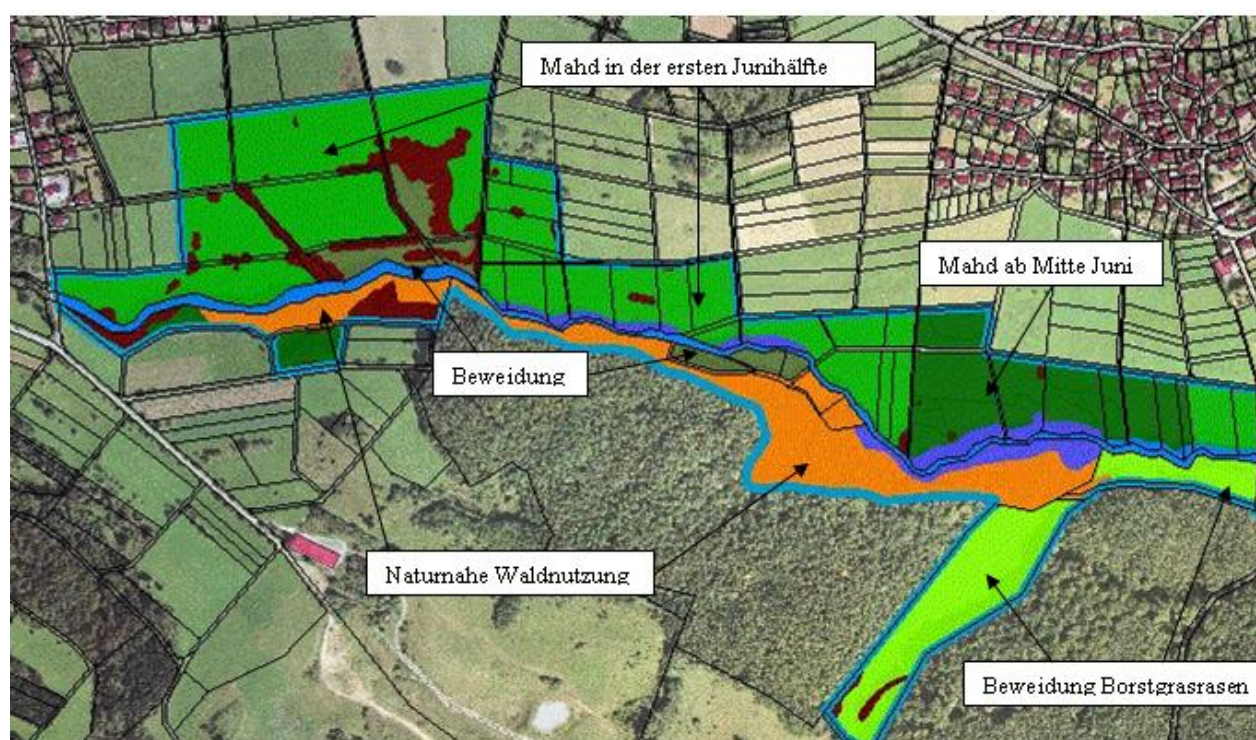 Mahd in der ersten Junihälfte
Mahd ab Mitte Juni
Beweidung
Naturnahe Waldnutzung
Beweidung Borstgrasrasen